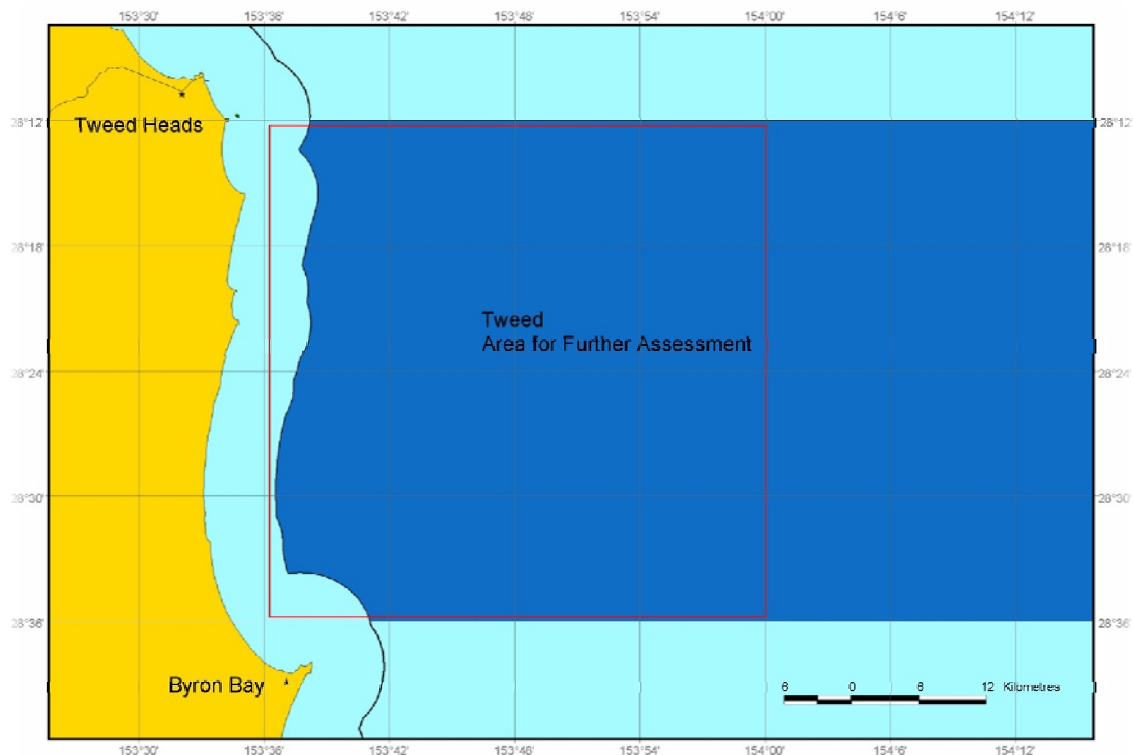 153°30' 153°36' 153°42' 153°48' 153°54' 154°00' 154°6' 154°12'
Tweed Heads
28°12' 28°12'
28°18' 28°18'
Tweed
Area for Further Assessment
28°24' 28°24'
28°30' 28°30'
28°36' 28°36'
Byron Bay
6 0 6 12 Kilometres
153°30' 153°36' 153°42' 153°48' 153°54' 154°00' 154°6' 154°12'